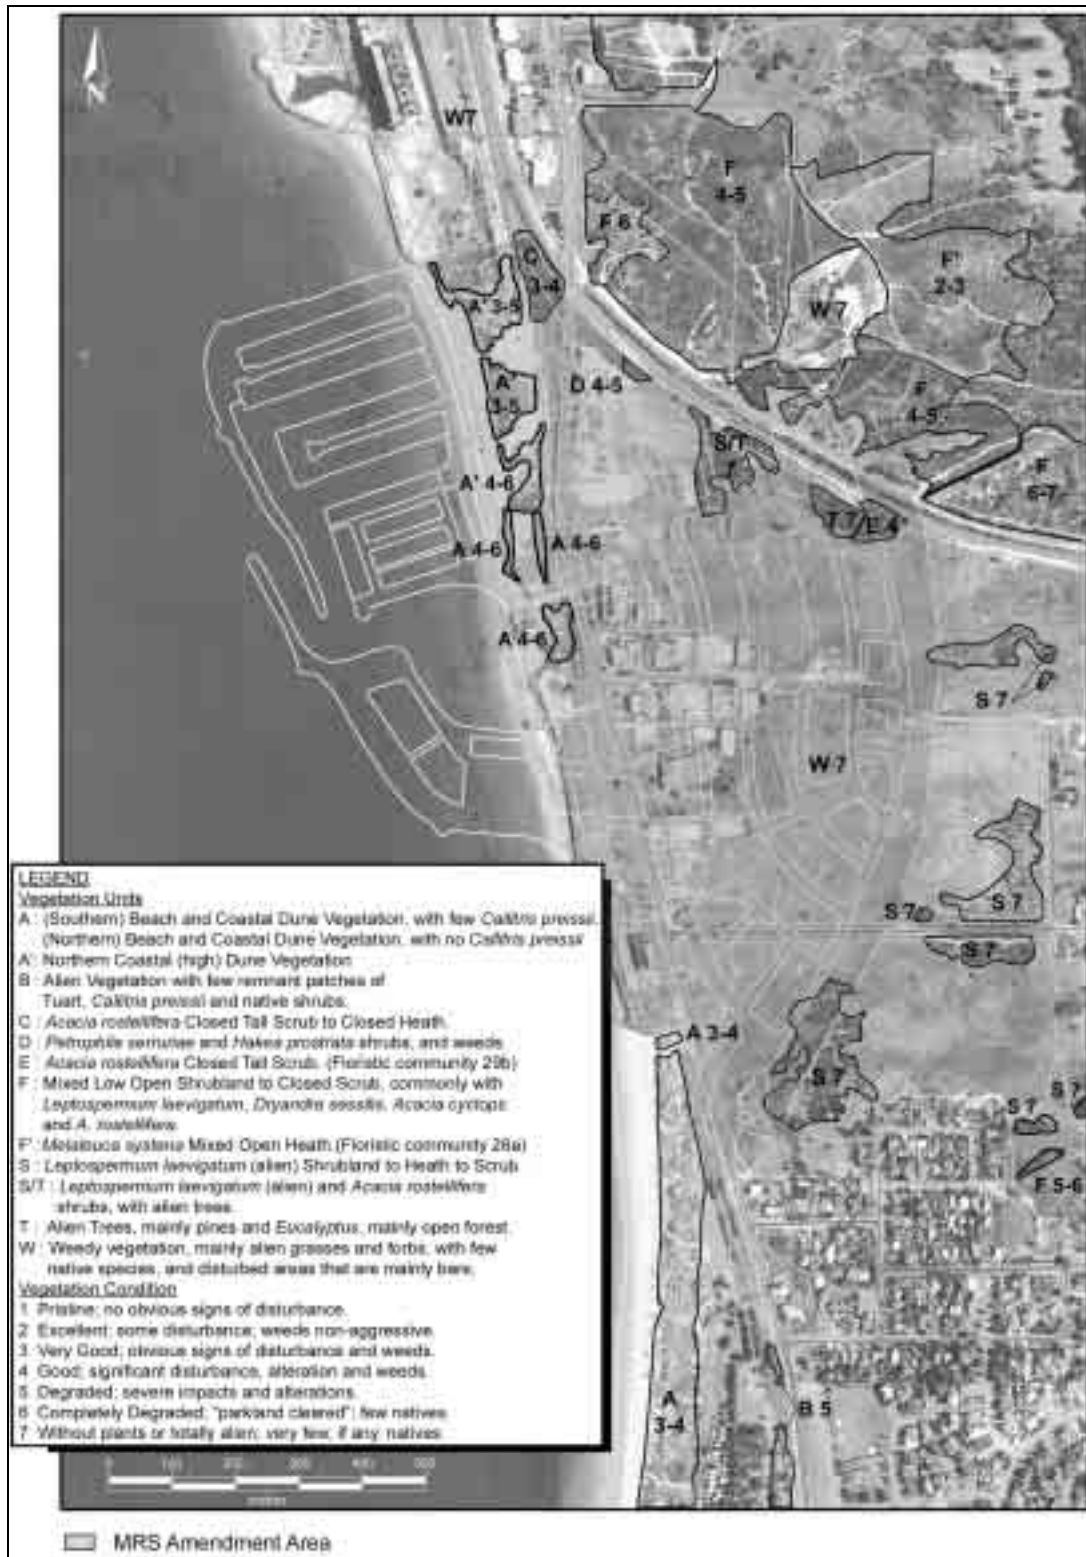 N
W7
F
4-5
F 6
C
3-4
F'
2-3
A' 3-5
W 7
D 4-5
A'
3-5
F
4-5
S/T
7
A' 4-6
F
6-7
T 7/E 4
A 4-6
A 4-6
A 4-6
S 7
W 7
S 7
S 7
S 7
A 3-4
S 7
S 7
S 7
F 5-6
A
3-4
B 5
LEGEND
Vegetation Units
A : (Southern) Beach and Coastal Dune Vegetation, with few Callitris preissii.
(Northern) Beach and Coastal Dune Vegetation, with no Callitris preissii
A': Northern Coastal (high) Dune Vegetation
B : Alien Vegetation with few remnant patches of
Tuart, Callitris preissii and native shrubs.
C : Acacia rostellifera Closed Tall Scrub to Closed Heath.
D : Petrophile serruriae and Hakea prostrata shrubs, and weeds
E : Acacia rostellifera Closed Tall Scrub. (Floristic community 29b)
F : Mixed Low Open Shrubland to Closed Scrub, commonly with
Leptospermum laevigatum, Dryandra sessilis, Acacia cyclops
and A. rostellifera.
F': Melaleuca systena Mixed Open Heath.(Floristic community 26a)
S : Leptospermum laevigatum (alien) Shrubland to Heath to Scrub
S/T : Leptospermum laevigatum (alien) and Acacia rostellifera
shrubs, with alien trees.
T : Alien Trees, mainly pines and Eucalyptus, mainly open forest.
W : Weedy vegetation, mainly alien grasses and forbs, with few
native species, and disturbed areas that are mainly bare.
Vegetation Condition
1 Pristine; no obvious signs of disturbance.
2 Excellent; some disturbance; weeds non-aggressive.
3 Very Good; obvious signs of disturbance and weeds.
4 Good; significant disturbance, alteration and weeds.
5 Degraded; severe impacts and alterations.
6 Completely Degraded; "parkland cleared"; few natives
7 Without plants or totally alien; very few, if any natives
0 100 200 300 400 500
metres
MRS Amendment Area